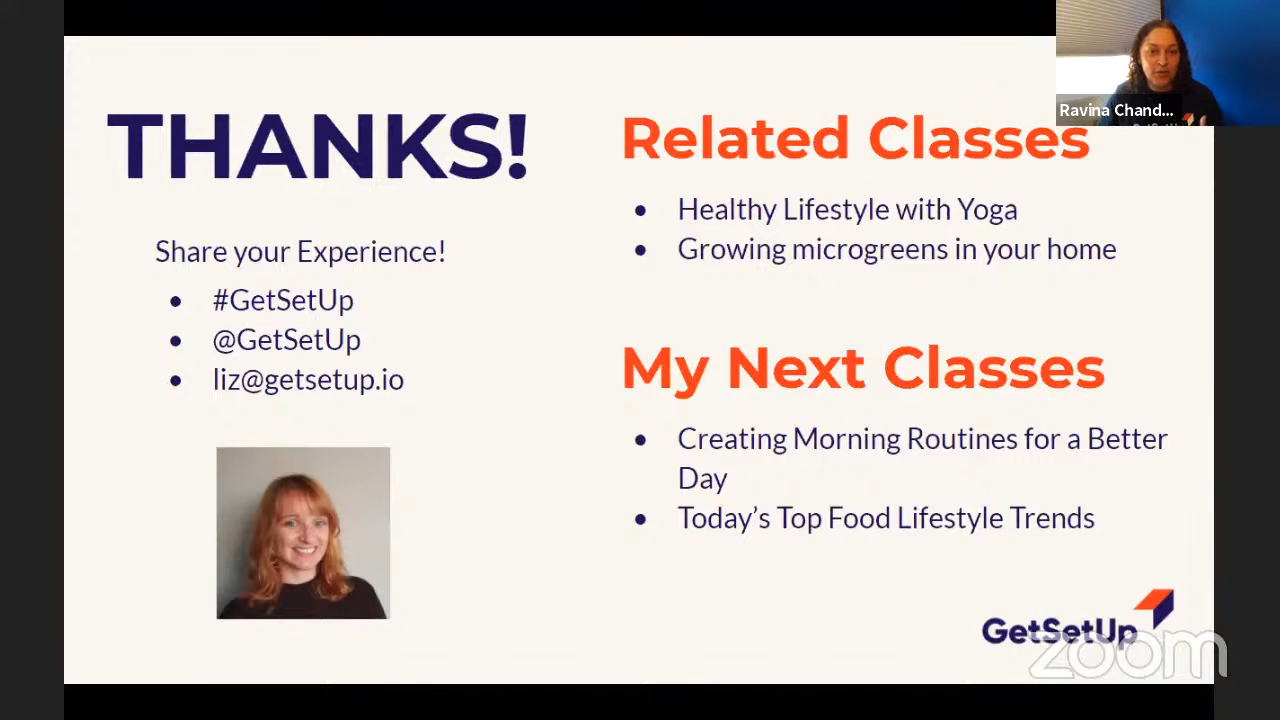 THANKS!
Share your Experience!
• #GetSetUp
• @GetSetUp
• liz@getsetup.io
Related Classes
• Healthy Lifestyle with Yoga
• Growing microgreens in your home
My Next Classes
• Creating Morning Routines for a Better
Day
• Today's Top Food Lifestyle Trends
Ravina Chand...
GetSetUp
zoom